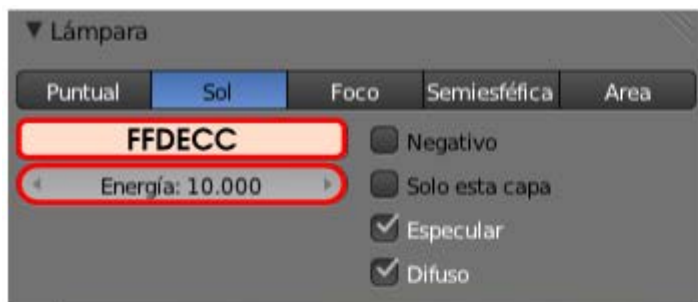 Lámpara
Puntual Sol Foco Semiesféfica Area
FFDECC Negativo
Energía: 10.000 Solo esta capa
Especular
Difuso